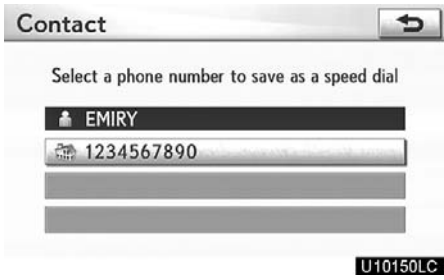 Contact
Select a phone number to save as a speed dial
EMIRY
1234567890
U10150LC